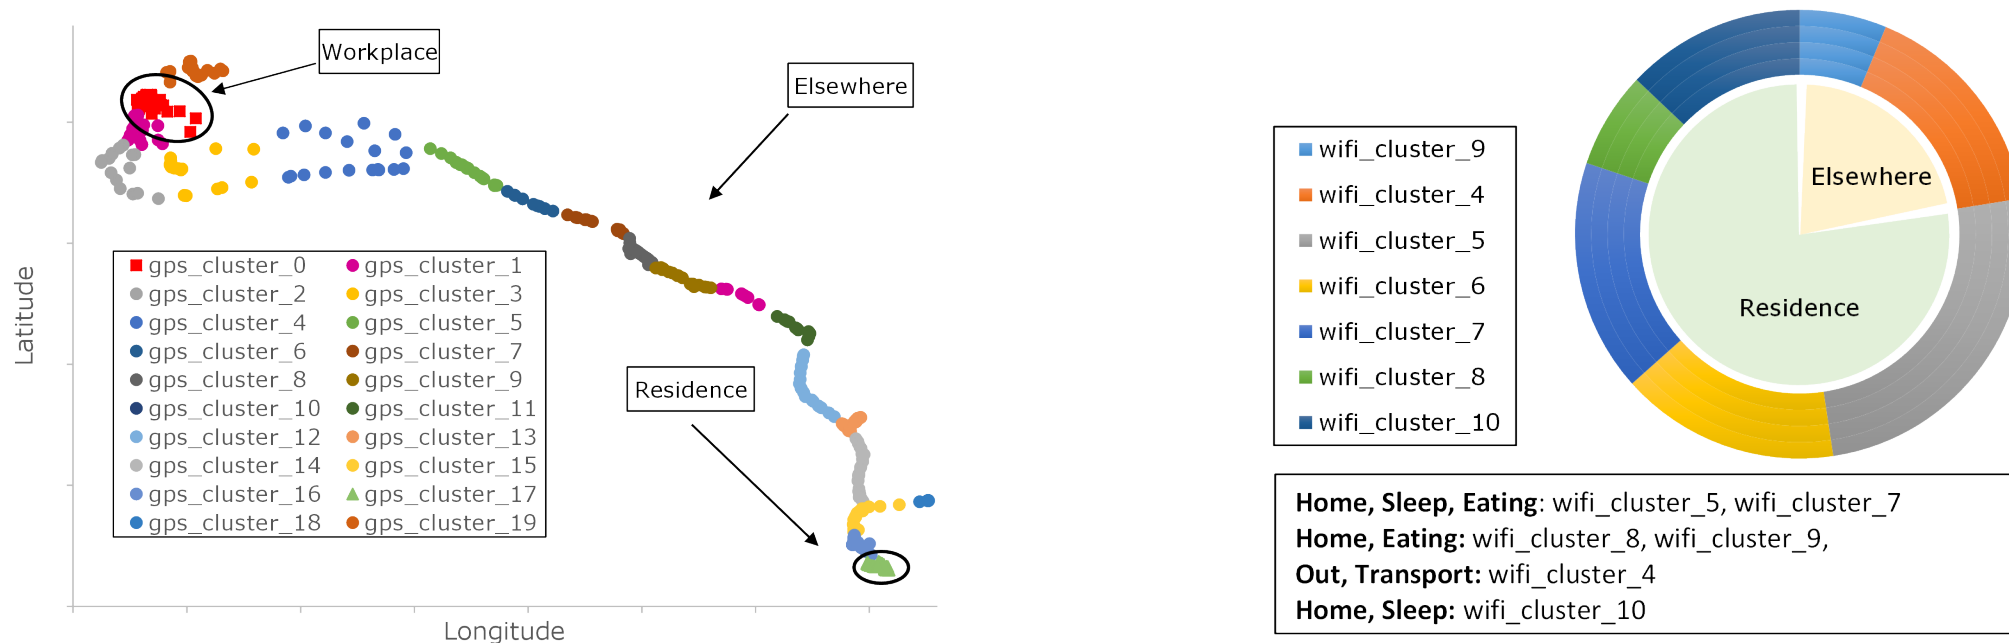 Workplace
Elsewhere
Residence
Latitude
Longitude
gps_cluster_0 gps_cluster_1
gps_cluster_2 gps_cluster_3
gps_cluster_4 gps_cluster_5
gps_cluster_6 gps_cluster_7
gps_cluster_8 gps_cluster_9
gps_cluster_10 gps_cluster_11
gps_cluster_12 gps_cluster_13
gps_cluster_14 gps_cluster_15
gps_cluster_16 gps_cluster_17
gps_cluster_18 gps_cluster_19
wifi_cluster_9
wifi_cluster_4
wifi_cluster_5
wifi_cluster_6
wifi_cluster_7
wifi_cluster_8
wifi_cluster_10
Elsewhere
Residence
Home, Sleep, Eating: wifi_cluster_5, wifi_cluster_7
Home, Eating: wifi_cluster_8, wifi_cluster_9,
Out, Transport: wifi_cluster_4
Home, Sleep: wifi_cluster_10